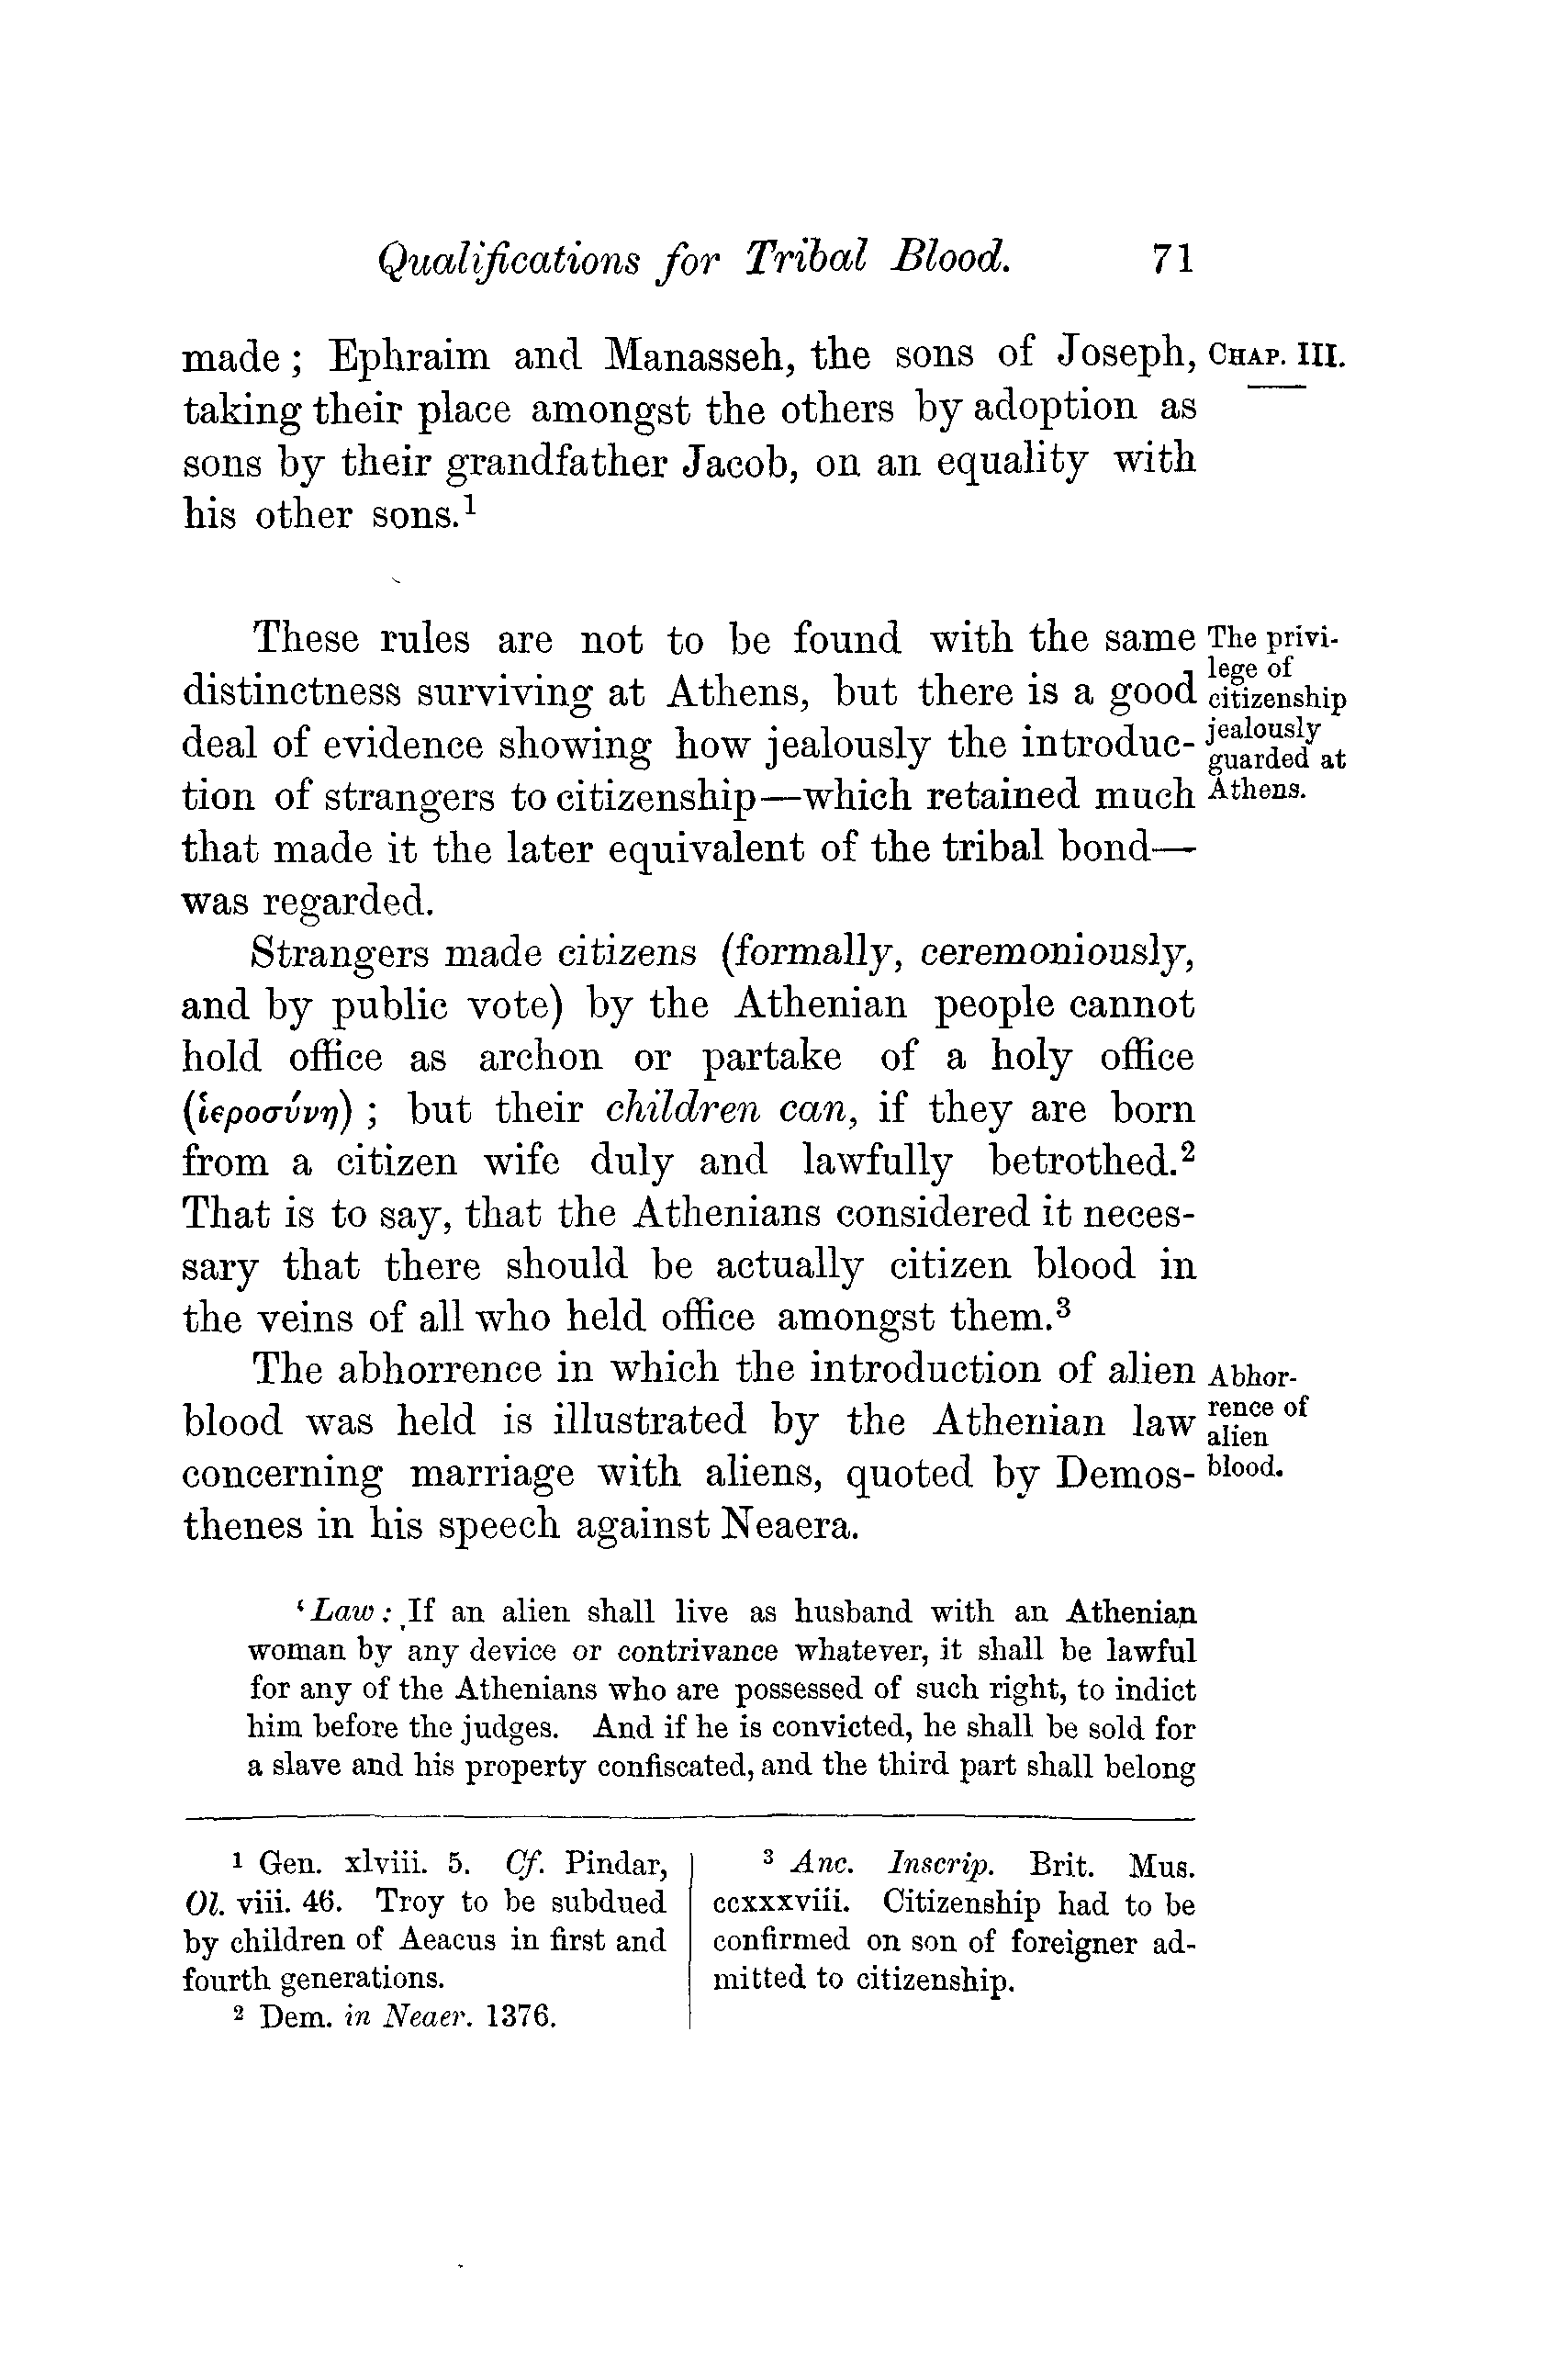 Qualifications for Tribal Blood. 71
made ; Ephraim and Manasseh, the sons of Joseph,
CHAP. III.
taking their place amongst the others by adoption as
sons by their grandfather Jacob, on an equality with
his other sons.¹
These rules are not to be found with the same
distinctness surviving at Athens, but there is a good
deal of evidence showing how jealously the introduc-
tion of strangers to citizenship—which retained much
that made it the later equivalent of the tribal bond—
was regarded.
The privi-
lege of
citizenship
jealously
guarded at
Athens.
Strangers made citizens (formally, ceremoniously,
and by public vote) by the Athenian people cannot
hold office as archon or partake of a holy office
(ἱεροσύνη) ; but their children can, if they are born
from a citizen wife duly and lawfully betrothed.²
That is to say, that the Athenians considered it neces-
sary that there should be actually citizen blood in
the veins of all who held office amongst them.³
The abhorrence in which the introduction of alien
blood was held is illustrated by the Athenian law
concerning marriage with aliens, quoted by Demos-
thenes in his speech against Neaera.
Abhor-
rence of
alien
blood.
‘Law : If an alien shall live as husband with an Athenian
woman by any device or contrivance whatever, it shall be lawful
for any of the Athenians who are possessed of such right, to indict
him before the judges. And if he is convicted, he shall be sold for
a slave and his property confiscated, and the third part shall belong
¹ Gen. xlviii. 5. Cf. Pindar,
Ol. viii. 46. Troy to be subdued
by children of Aeacus in first and
fourth generations.
² Dem. in Neaer. 1376.
³ Anc. Inscrip. Brit. Mus.
ccxxxviii. Citizenship had to be
confirmed on son of foreigner ad-
mitted to citizenship.